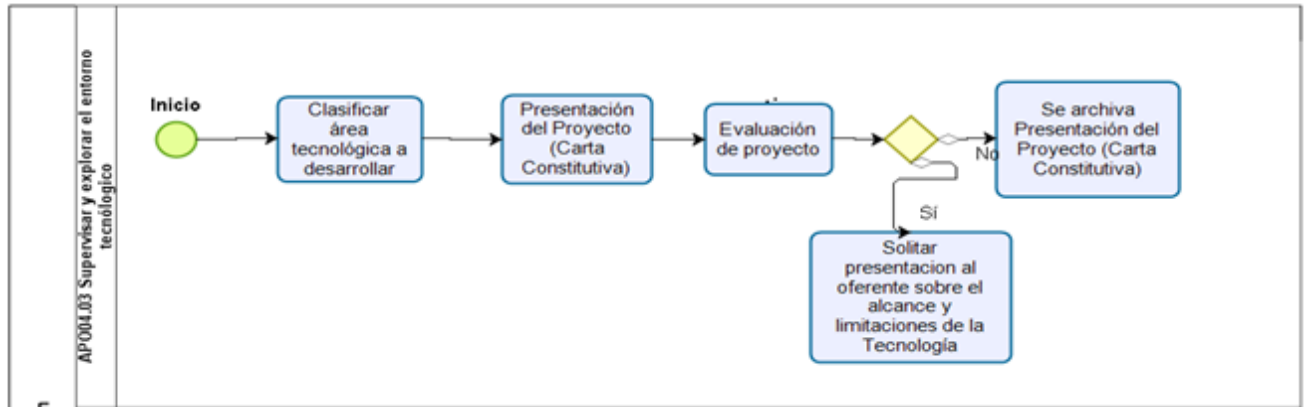 APO04.03 Supervisar y explorar el entorno
tecnólogico
Inicio
Clasificar
área
tecnológica a
desarrollar
Presentación
del Proyecto
(Carta
Constitutiva)
Evaluación
de proyecto
No
Se archiva
Presentación del
Proyecto (Carta
Constitutiva)
Sí
Solitar
presentacion al
oferente sobre el
alcance y
limitaciones de la
Tecnología